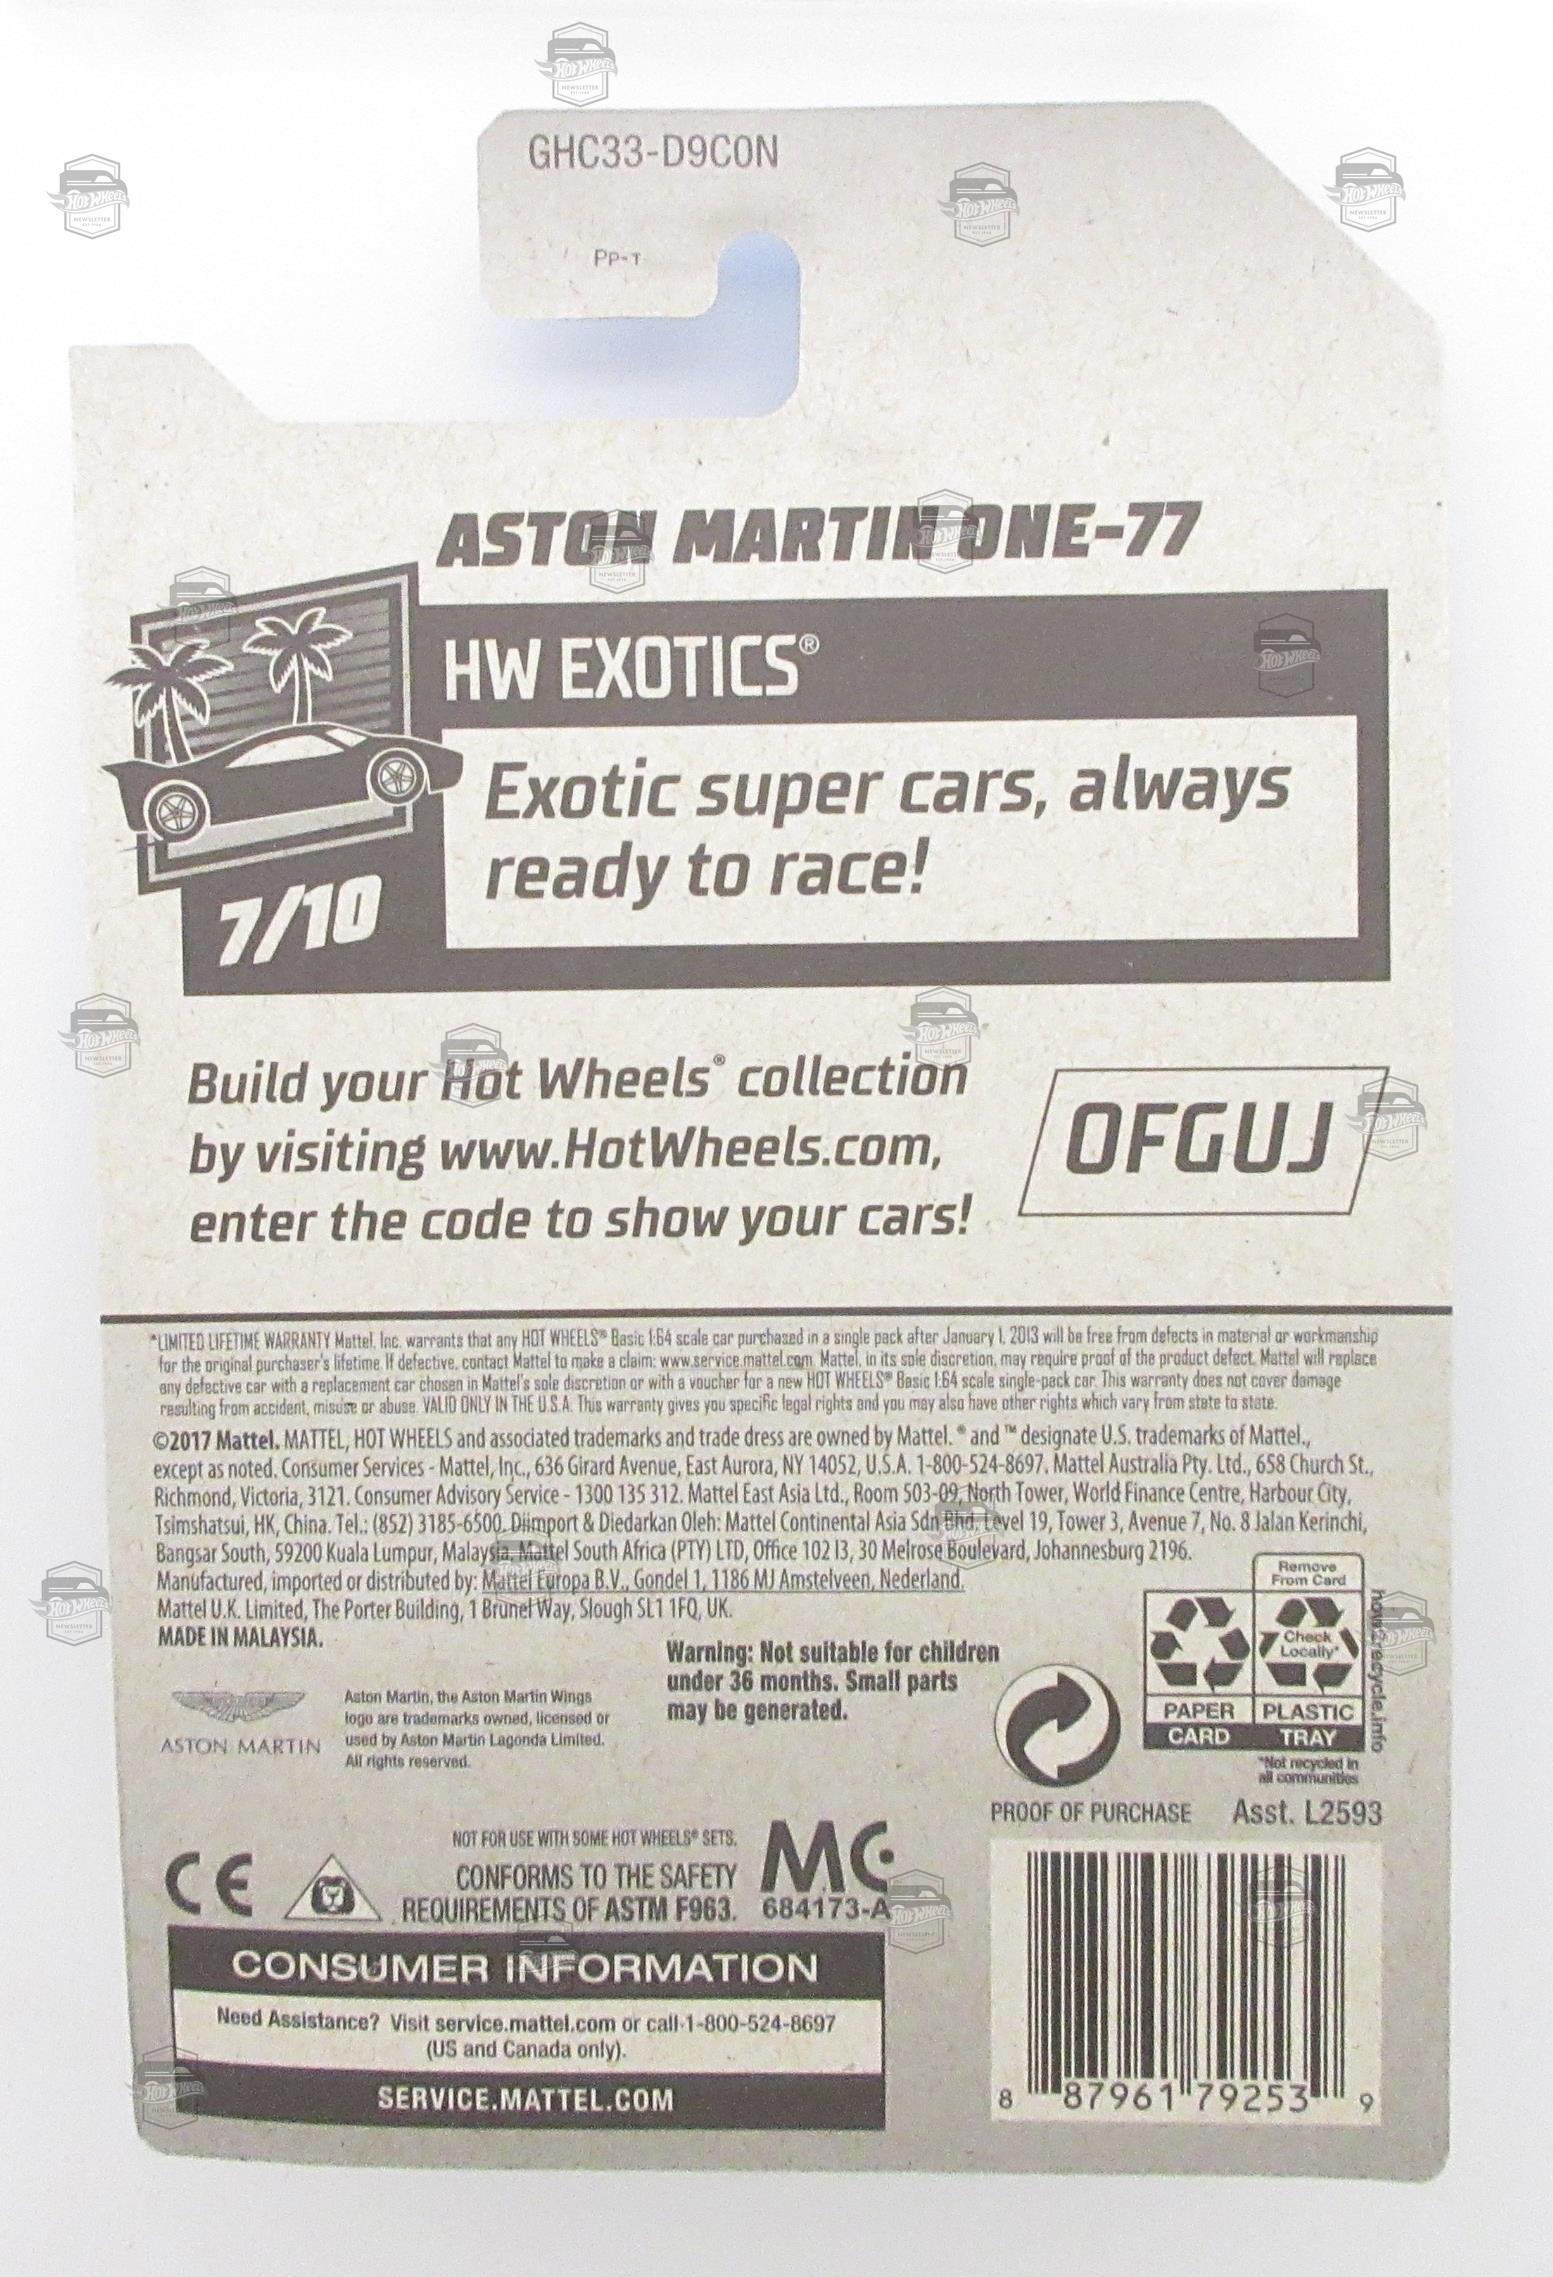 GHC33-D9C0N
PP-T
ASTON MARTIN ONE-77
HW EXOTICS®
Exotic super cars, always
ready to race!
7/10
Build your Hot Wheels® collection
by visiting www.HotWheels.com,
enter the code to show your cars!
OFGUJ
*LIMITED LIFETIME WARRANTY Mattel, Inc. warrants that any HOT WHEELS® Basic 1:64 scale car purchased in a single pack after January 1, 2013 will be free from defects in material or workmanship
for the original purchaser's lifetime. If defective, contact Mattel to make a claim: www.service.mattel.com. Mattel, in its sole discretion, may require proof of the product defect. Mattel will replace
any defective car with a replacement car chosen in Mattel's sole discretion or with a voucher for a new HOT WHEELS® Basic 1:64 scale single-pack car. This warranty does not cover damage
resulting from accident, misuse or abuse. VALID ONLY IN THE U.S.A. This warranty gives you specific legal rights and you may also have other rights which vary from state to state.
©2017 Mattel. MATTEL, HOT WHEELS and associated trademarks and trade dress are owned by Mattel. ® and ™ designate U.S. trademarks of Mattel.,
except as noted. Consumer Services - Mattel, Inc., 636 Girard Avenue, East Aurora, NY 14052, U.S.A. 1-800-524-8697. Mattel Australia Pty. Ltd., 658 Church St.,
Richmond, Victoria, 3121. Consumer Advisory Service - 1300 135 312. Mattel East Asia Ltd., Room 503-09, North Tower, World Finance Centre, Harbour City,
Tsimshatsui, HK, China. Tel.: (852) 3185-6500. Diimport & Diedarkan Oleh: Mattel Continental Asia Sdn Bhd, Level 19, Tower 3, Avenue 7, No. 8 Jalan Kerinchi,
Bangsar South, 59200 Kuala Lumpur, Malaysia. Mattel South Africa (PTY) LTD, Office 102 I3, 30 Melrose Boulevard, Johannesburg 2196.
Manufactured, imported or distributed by: Mattel Europa B.V., Gondel 1, 1186 MJ Amstelveen, Nederland.
Mattel U.K. Limited, The Porter Building, 1 Brunel Way, Slough SL1 1FQ, UK.
MADE IN MALAYSIA.
Warning: Not suitable for children
under 36 months. Small parts
may be generated.
Remove
From Card
Check
Locally*
PAPER PLASTIC
CARD TRAY
how2recycle.info
*Not recycled in
all communities
ASTON MARTIN
Aston Martin, the Aston Martin Wings
logo are trademarks owned, licensed or
used by Aston Martin Lagonda Limited.
All rights reserved.
PROOF OF PURCHASE Asst. L2593
NOT FOR USE WITH SOME HOT WHEELS® SETS.
CONFORMS TO THE SAFETY
REQUIREMENTS OF ASTM F963.
CE
MC
684173-A
CONSUMER INFORMATION
Need Assistance? Visit service.mattel.com or call 1-800-524-8697
(US and Canada only).
SERVICE.MATTEL.COM
8 87961 79253 9
Hot Wheels
NEWSLETTER